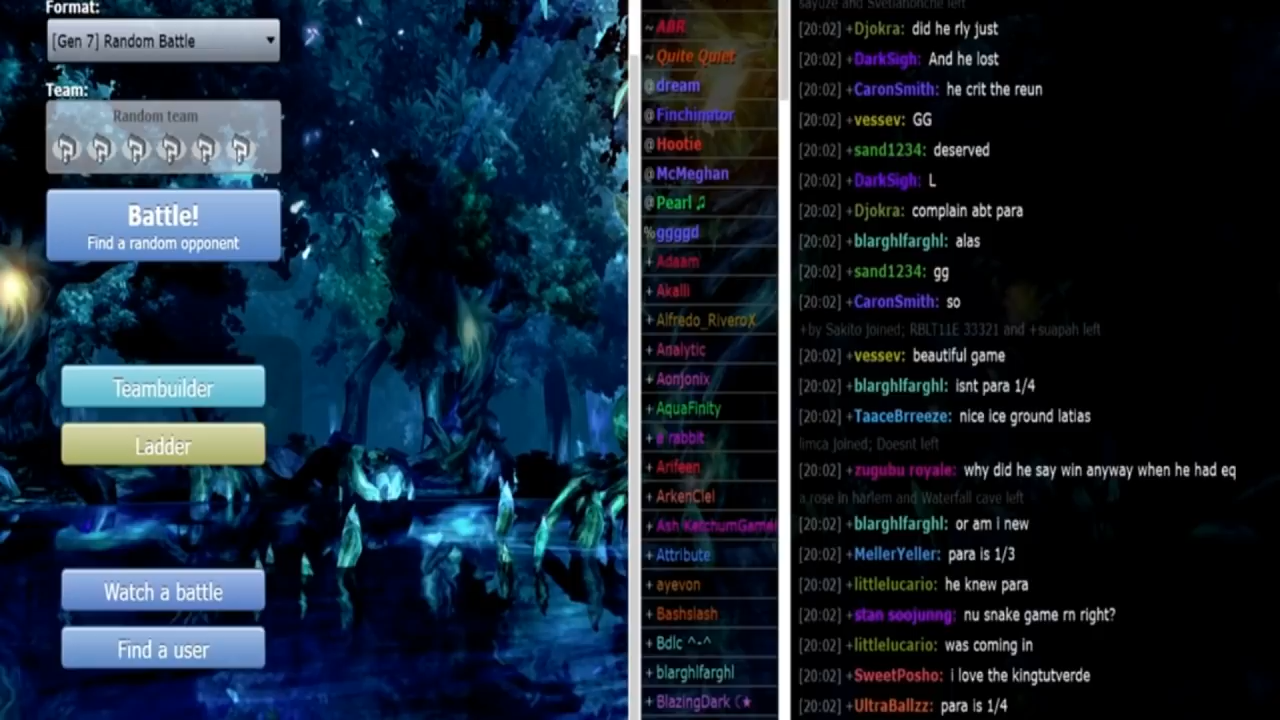 Format:
[Gen 7] Random Battle
Team:
Random team
Battle!
Find a random opponent
Teambuilder
Ladder
Watch a battle
Find a user
~ ABR
~ Quite Quiet
@dream
@Finchinator
@Hootie
@McMeghan
@Pearl ♫
%ggggd
+ Adaam
+ Akalli
+ Alfredo_RiveroX
+ Analytic
+ Aonjonix
+ AquaFinity
+ a rabbit
+ Arifeen
+ ArkenCiel
+ Ash KetchumGamer
+ Attribute
+ ayevon
+ Bashslash
+ Bdlc ^-^
+ blarghlfarghl
+ BlazingDark ☾★
sayuze and Svetlanonche left
[20:02] +Djokra: did he rly just
[20:02] +DarkSigh: And he lost
[20:02] +CaronSmith: he crit the reun
[20:02] +vessev: GG
[20:02] +sand1234: deserved
[20:02] +DarkSigh: L
[20:02] +Djokra: complain abt para
[20:02] +blarghlfarghl: alas
[20:02] +sand1234: gg
[20:02] +CaronSmith: so
+by Sakito joined; RBLT11E 33321 and +suapah left
[20:02] +vessev: beautiful game
[20:02] +blarghlfarghl: isnt para 1/4
[20:02] +TaaceBrreeze: nice ice ground latias
limca joined; Doesnt left
[20:02] +zugubu royale: why did he say win anyway when he had eq
a rose in harlem and Waterfall cave left
[20:02] +blarghlfarghl: or am i new
[20:02] +MellerYeller: para is 1/3
[20:02] +littlelucario: he knew para
[20:02] +stan soojunng: nu snake game rn right?
[20:02] +littlelucario: was coming in
[20:02] +SweetPosho: i love the kingtutverde
[20:02] +UltraBallzz: para is 1/4